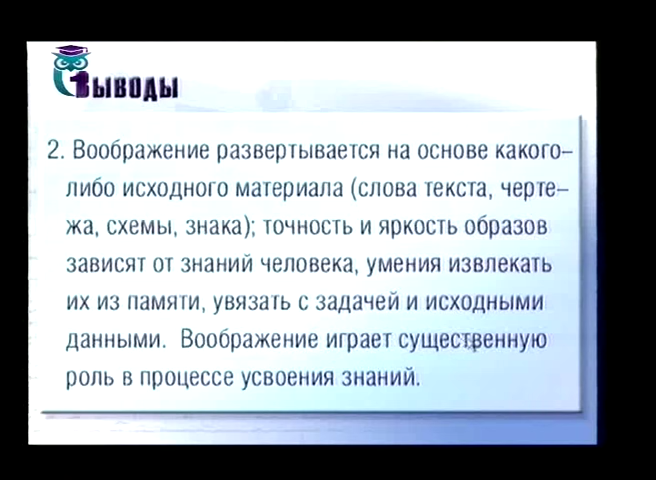 Выводы
2. Воображение развертывается на основе какого–
либо исходного материала (слова текста, черте–
жа, схемы, знака); точность и яркость образов
зависят от знаний человека, умения извлекать
их из памяти, увязать с задачей и исходными
данными. Воображение играет существенную
роль в процессе усвоения знаний.